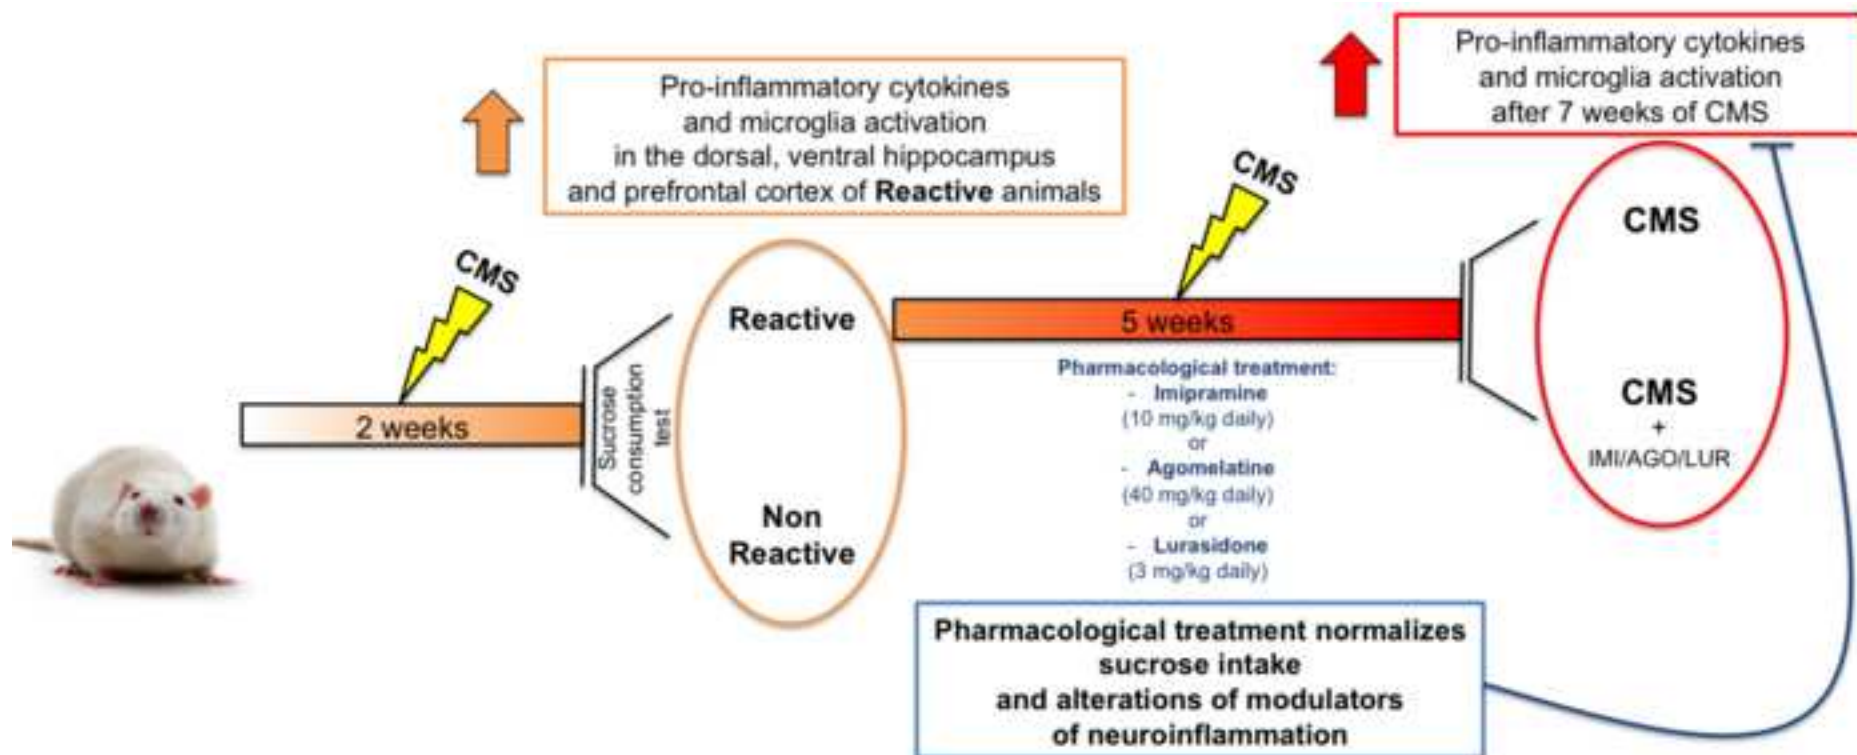 Pro-inflammatory cytokines
and microglia activation
in the dorsal, ventral hippocampus
and prefrontal cortex of Reactive animals
Pro-inflammatory cytokines
and microglia activation
after 7 weeks of CMS
CMS
2 weeks
Sucrose
consumption
test
Reactive
Non
Reactive
CMS
5 weeks
Pharmacological treatment:
- Imipramine
(10 mg/kg daily)
or
- Agomelatine
(40 mg/kg daily)
or
- Lurasidone
(3 mg/kg daily)
CMS
CMS
+
IMI/AGO/LUR
Pharmacological treatment normalizes
sucrose intake
and alterations of modulators
of neuroinflammation